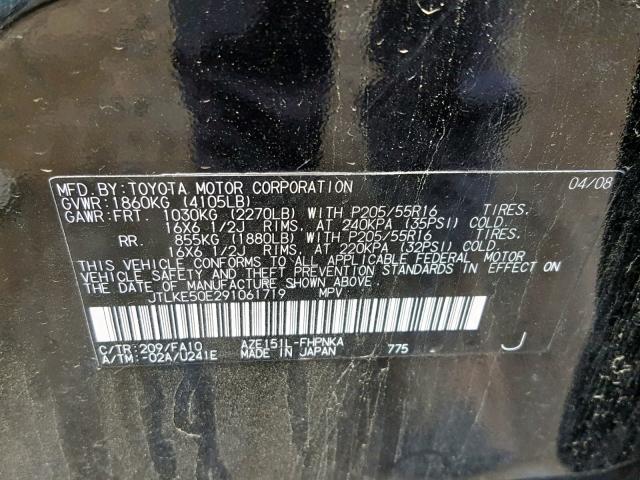 MFD. BY: TOYOTA MOTOR CORPORATION 04/08
GVWR: 1860KG (4105LB)
GAWR: FRT. 1030KG (2270LB) WITH P205/55R16 TIRES.
16X6 1/2J RIMS, AT 240KPA (35PSI) COLD.
RR. 855KG (1880LB) WITH P205/55R16 TIRES.
16X6 1/2J RIMS, AT 220KPA (32PSI) COLD.
THIS VEHICLE CONFORMS TO ALL APPLICABLE FEDERAL MOTOR
VEHICLE SAFETY AND THEFT PREVENTION STANDARDS IN EFFECT ON
THE DATE OF MANUFACTURE SHOWN ABOVE.
JTLKE50E291061719 MPV
C/TR: 209/FA10 AZE151L-FHPNKA
A/TM: -02A/U241E MADE IN JAPAN 775 J